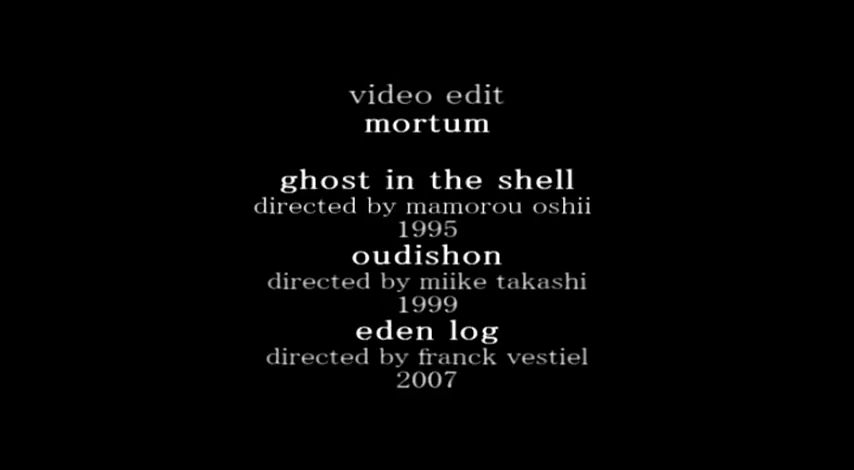 video edit
mortum
ghost in the shell
directed by mamorou oshii
1995
oudishon
directed by miike takashi
1999
eden log
directed by franck vestiel
2007